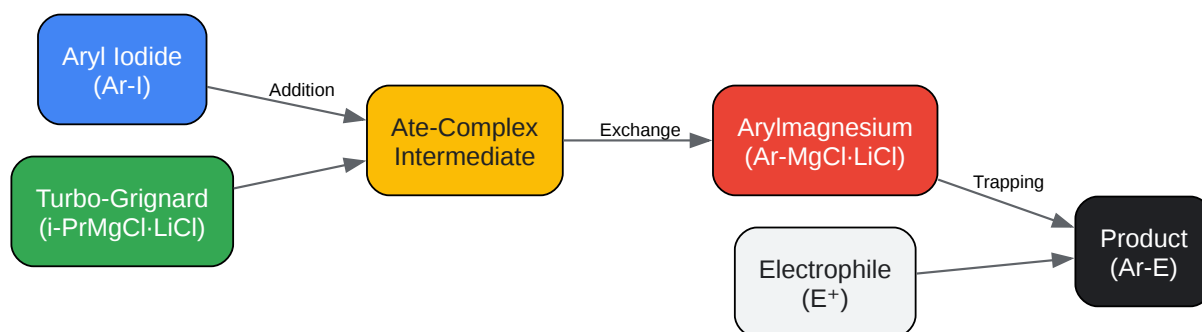 Aryl Iodide
(Ar-I)
Addition
Turbo-Grignard
(i-PrMgCl·LiCl)
Ate-Complex
Intermediate
Exchange
Arylmagnesium
(Ar-MgCl·LiCl)
Trapping
Electrophile
(E⁺)
Product
(Ar-E)